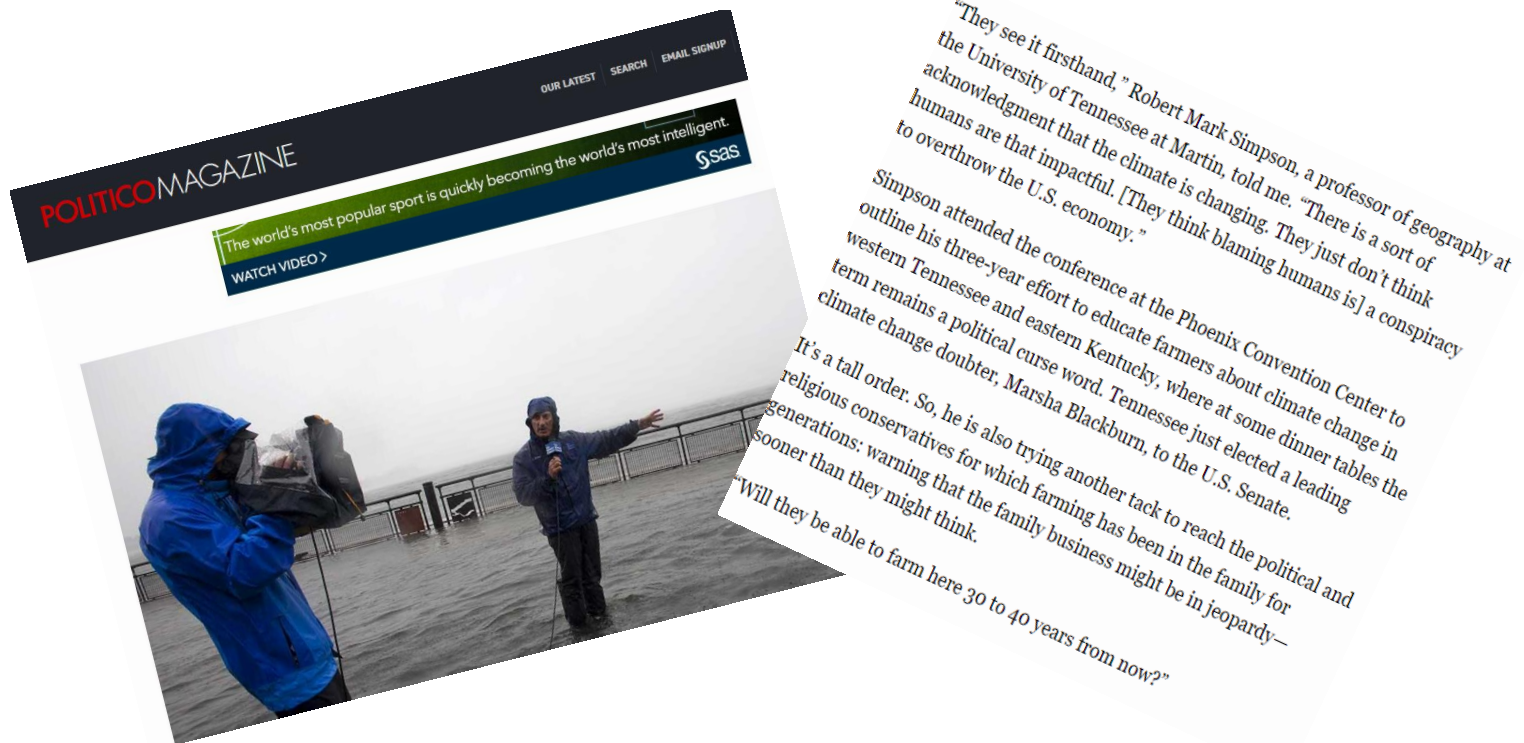 OUR LATEST
SEARCH
EMAIL SIGNUP
POLITICOMAGAZINE
The world's most popular sport is quickly becoming the world's most intelligent.
WATCH VIDEO >
sas
“They see it firsthand,” Robert Mark Simpson, a professor of geography at
the University of Tennessee at Martin, told me. “There is a sort of
acknowledgment that the climate is changing. They just don’t think
humans are that impactful. [They think blaming humans is] a conspiracy
to overthrow the U.S. economy.”
Simpson attended the conference at the Phoenix Convention Center to
outline his three-year effort to educate farmers about climate change in
western Tennessee and eastern Kentucky, where at some dinner tables the
term remains a political curse word. Tennessee just elected a leading
climate change doubter, Marsha Blackburn, to the U.S. Senate.
It’s a tall order. So, he is also trying another tack to reach the political and
religious conservatives for which farming has been in the family for
generations: warning that the family business might be in jeopardy—
sooner than they might think.
“Will they be able to farm here 30 to 40 years from now?”